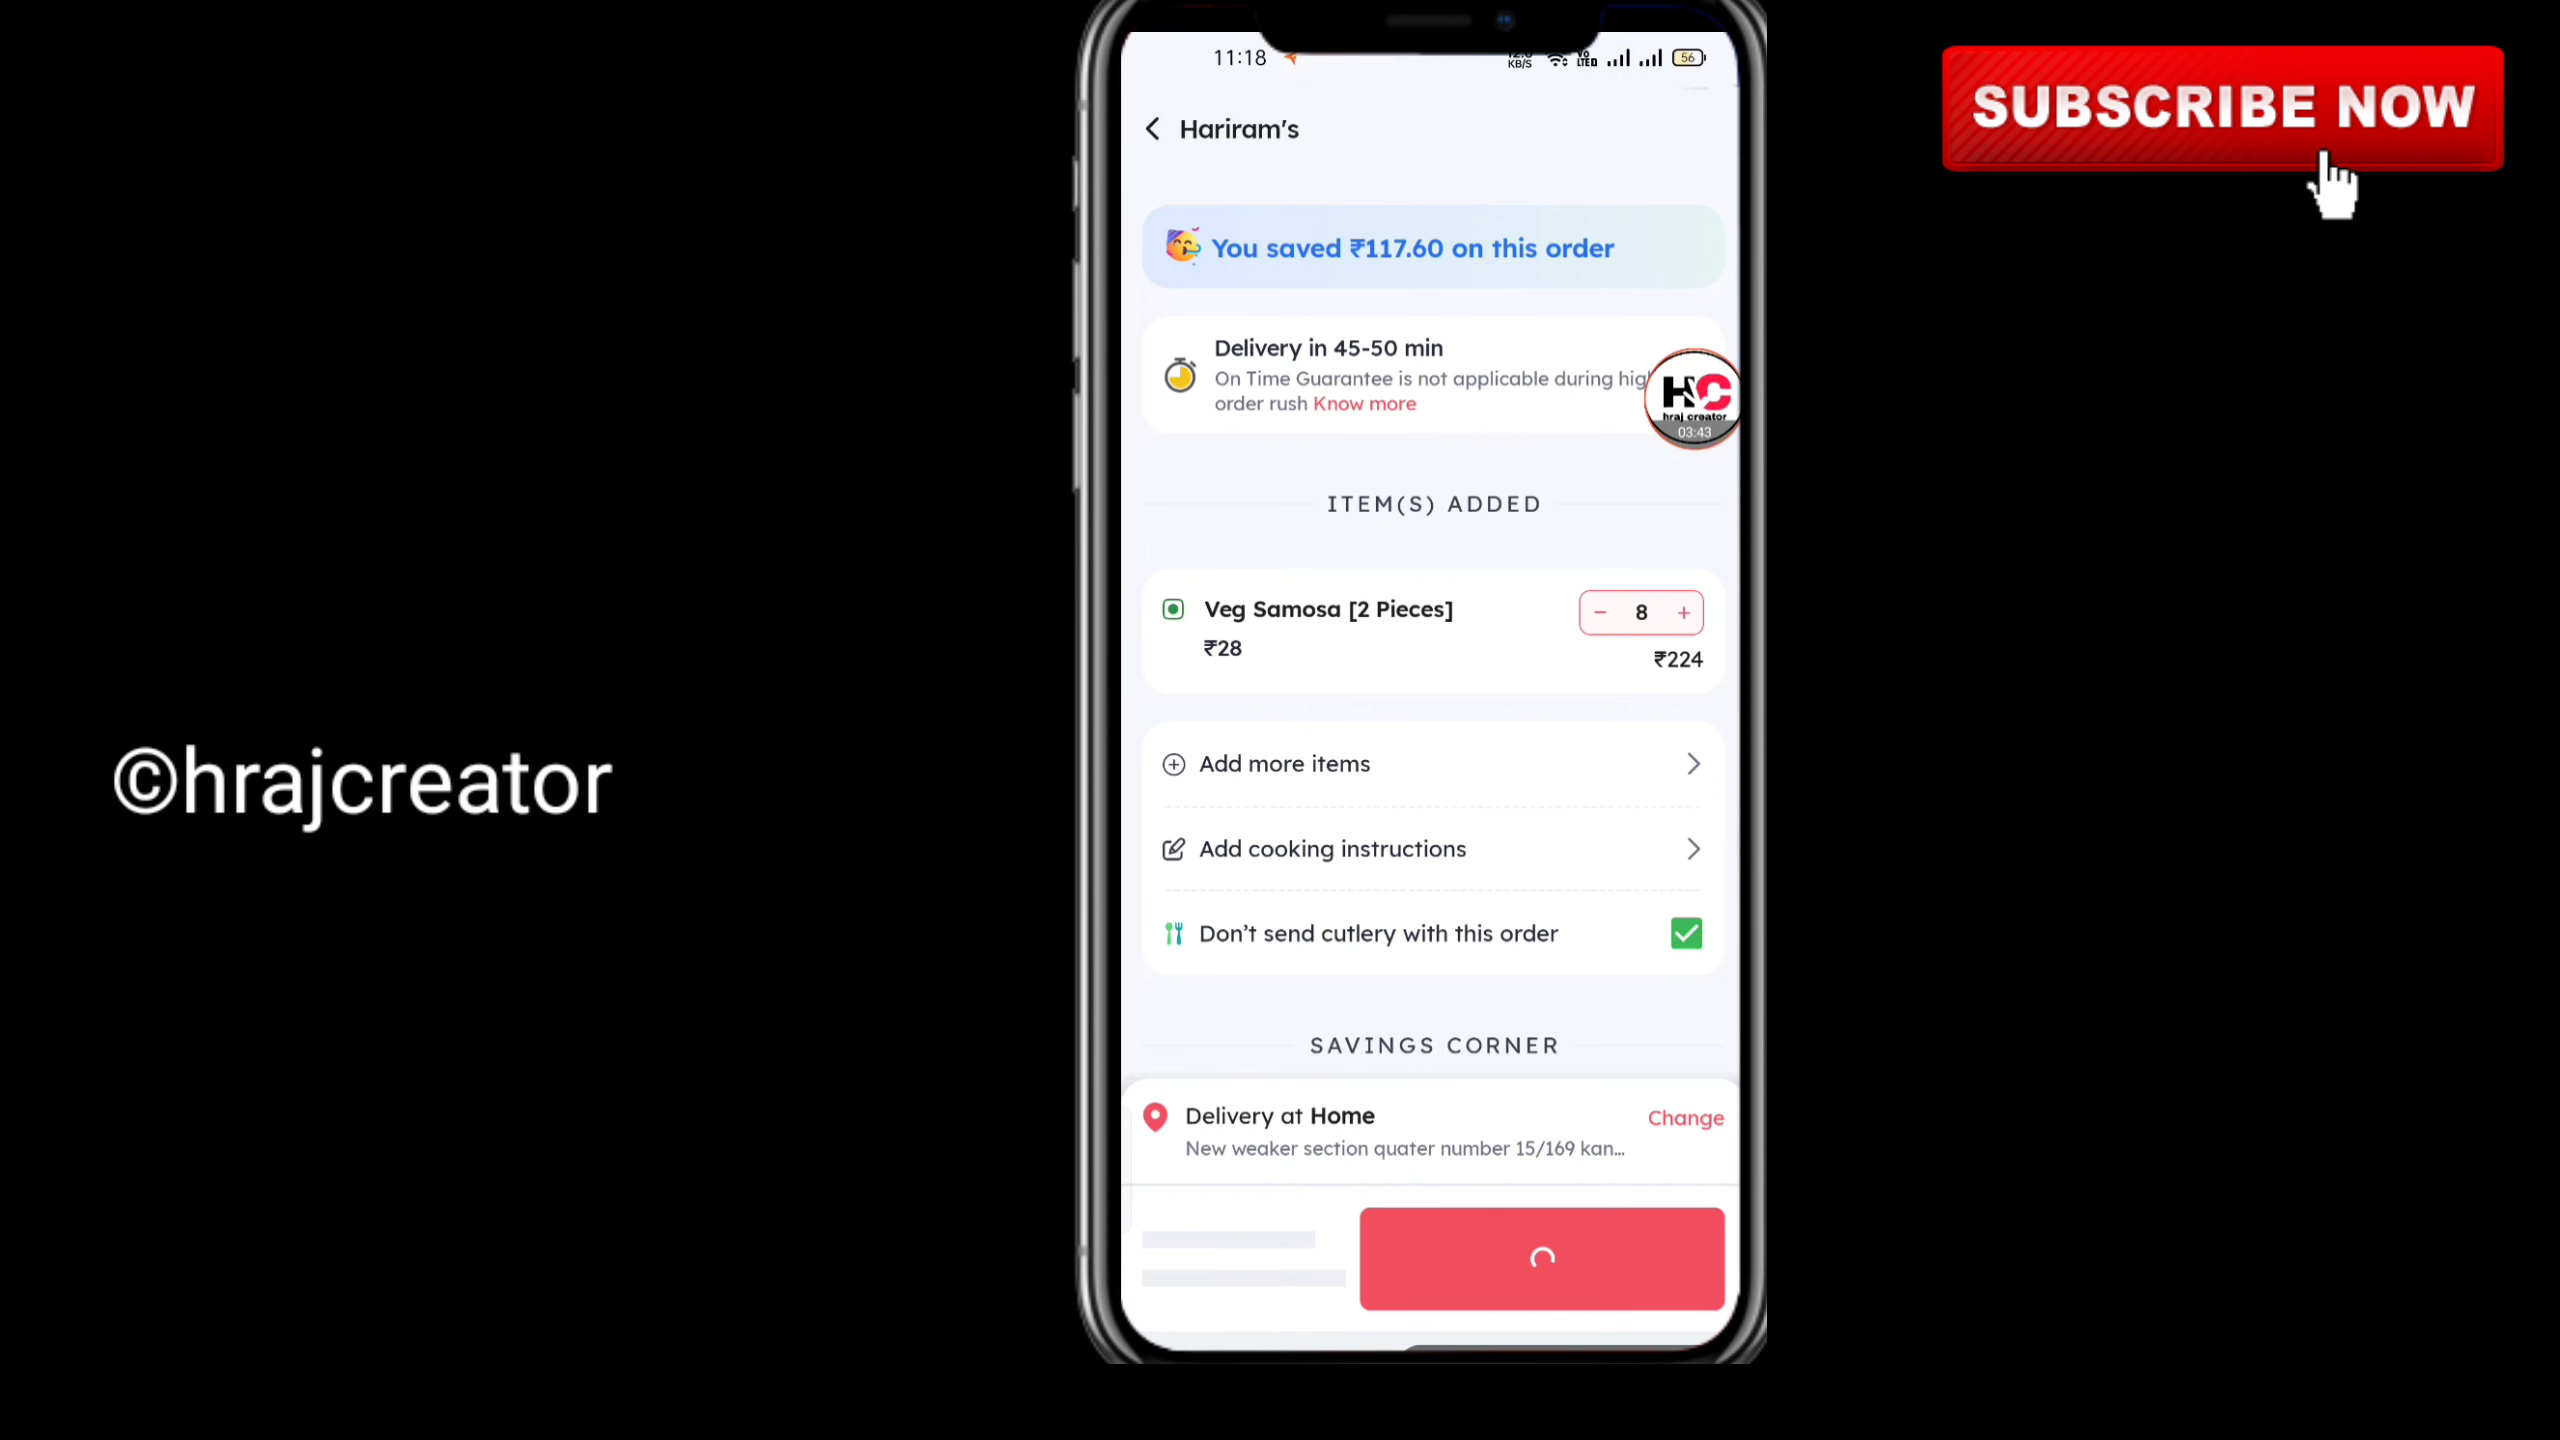 SUBSCRIBE NOW
11:18
KB/S
56
Hariram's
You saved ₹117.60 on this order
Delivery in 45-50 min
On Time Guarantee is not applicable during
order rush Know more
HC
hraj creator
03:43
ITEM(S) ADDED
Veg Samosa [2 Pieces]
- 8 +
₹28
₹224
Add more items
Add cooking instructions
Don't send cutlery with this order
SAVINGS CORNER
Delivery at Home
Change
New weaker section quater number 15/169 kan...
©hrajcreator